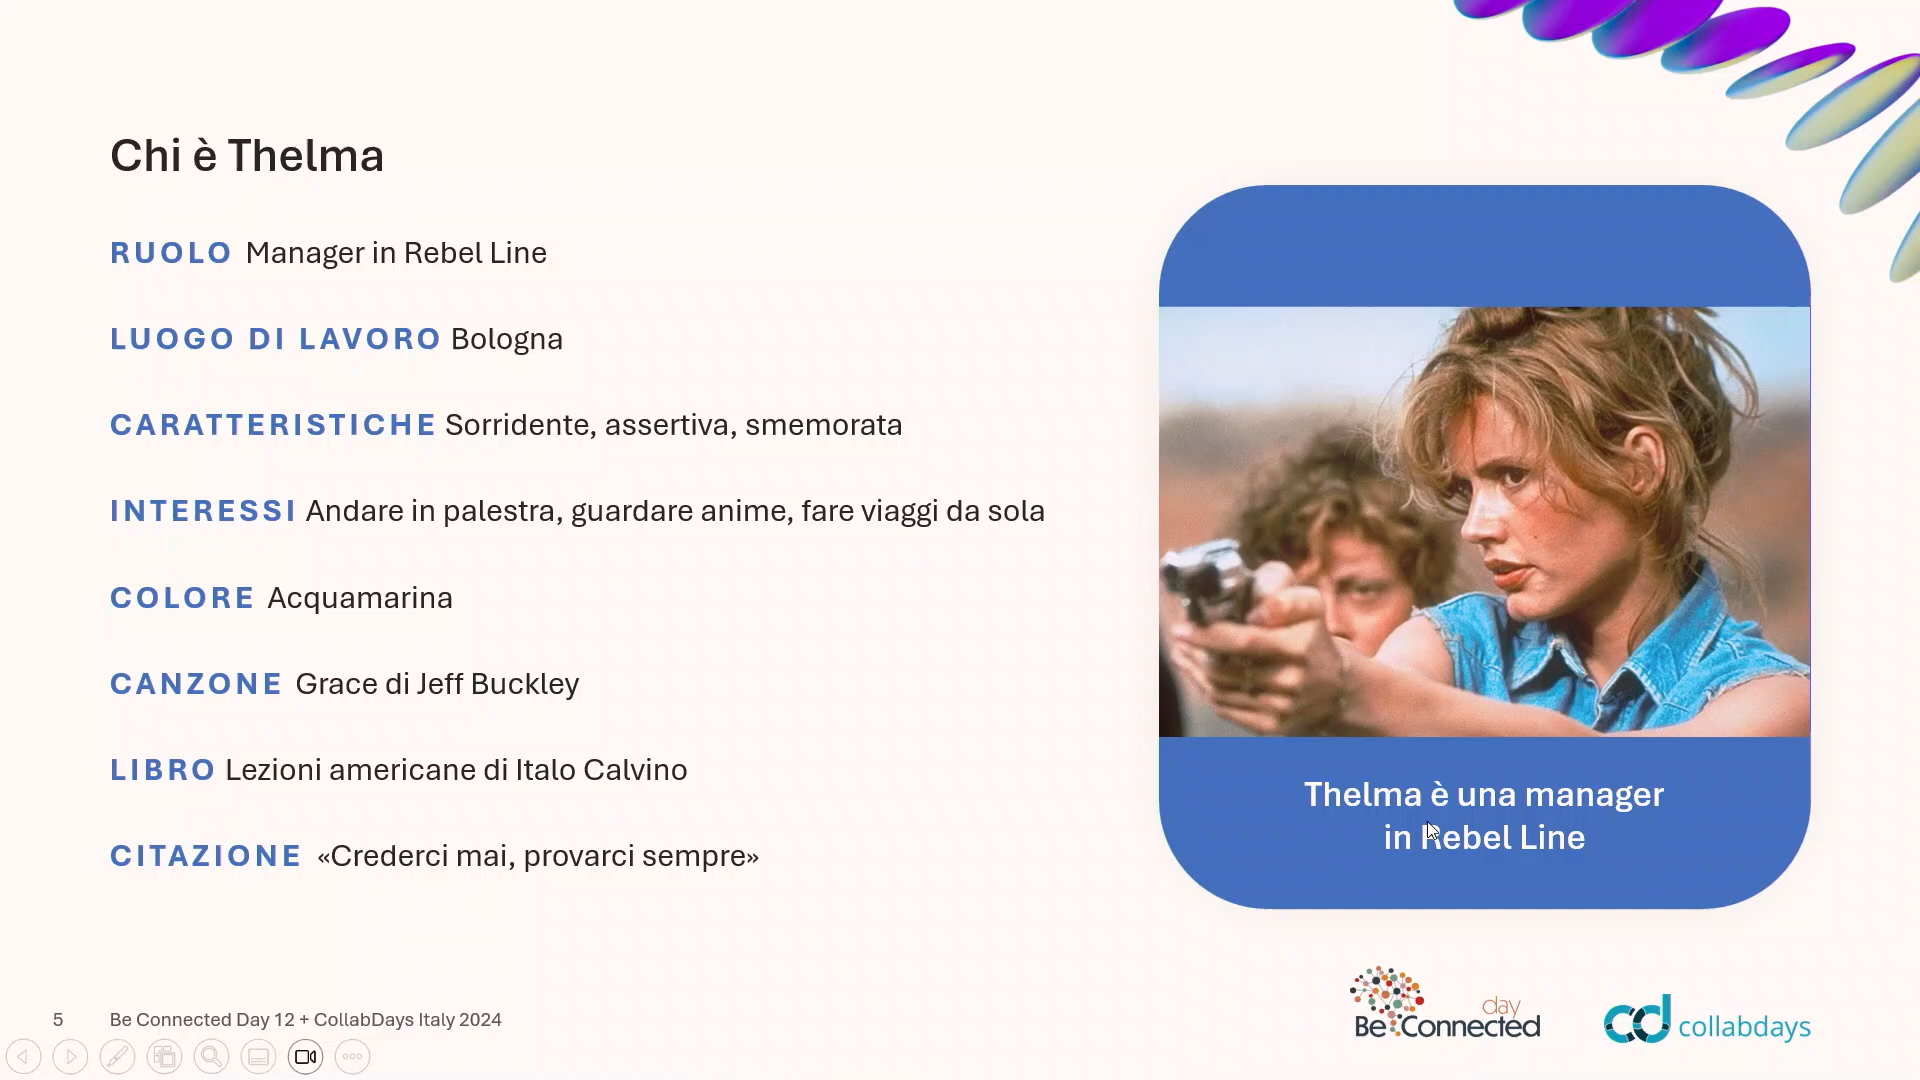 Chi è Thelma
RUOLO Manager in Rebel Line
LUOGO DI LAVORO Bologna
CARATTERISTICHE Sorridente, assertiva, smemorata
INTERESSI Andare in palestra, guardare anime, fare viaggi da sola
COLORE Acquamarina
CANZONE Grace di Jeff Buckley
LIBRO Lezioni americane di Italo Calvino
CITAZIONE «Crederci mai, provarci sempre»
Thelma è una manager
in Rebel Line
5 Be Connected Day 12 + CollabDays Italy 2024
day
Be Connected
cd collabdays